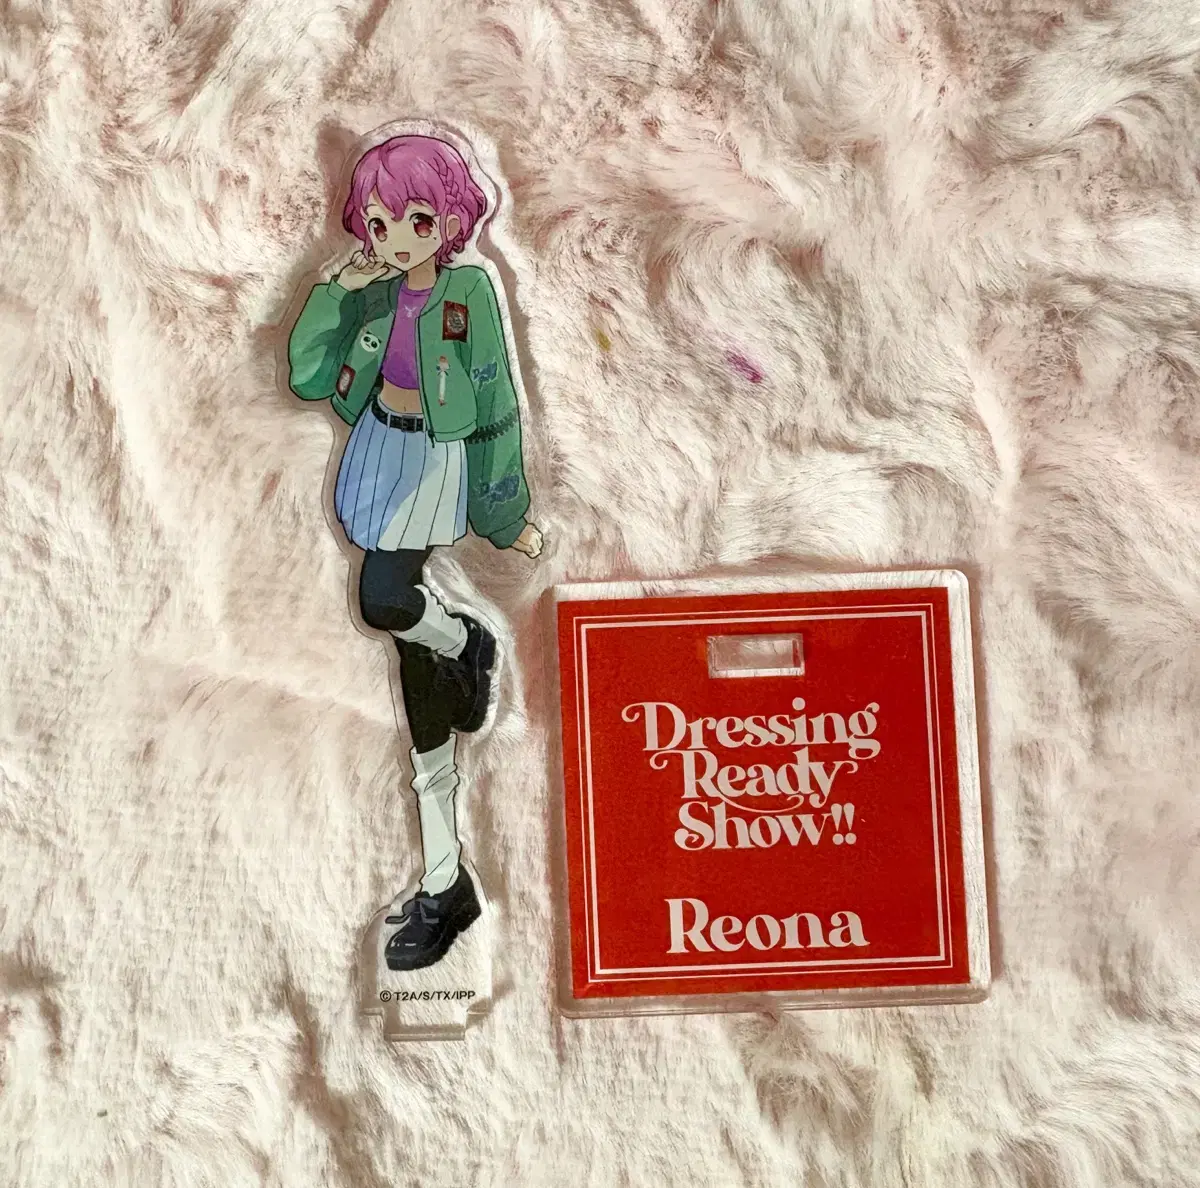 Dressing
Ready
Show!!
Reona
©T2A/S/TX/IPP